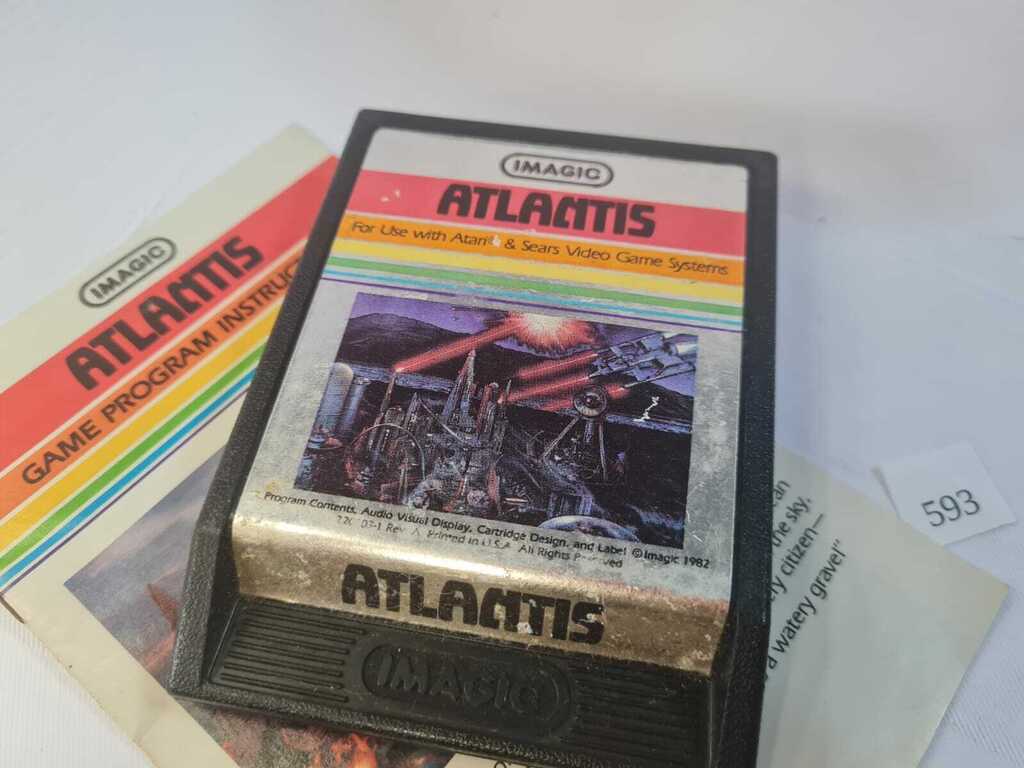 IMAGIC
ATLANTIS
GAME PROGRAM INSTRUC
IMAGIC
ATLANTIS
For Use with Atari® & Sears Video Game Systems
Program Contents, Audio Visual Display, Cartridge Design, and Label © Imagic 1982
Rev. A Printed in U.S.A. All Rights
ATLANTIS
IMAGIC
593
the sky.
citizen—
a watery grave!"